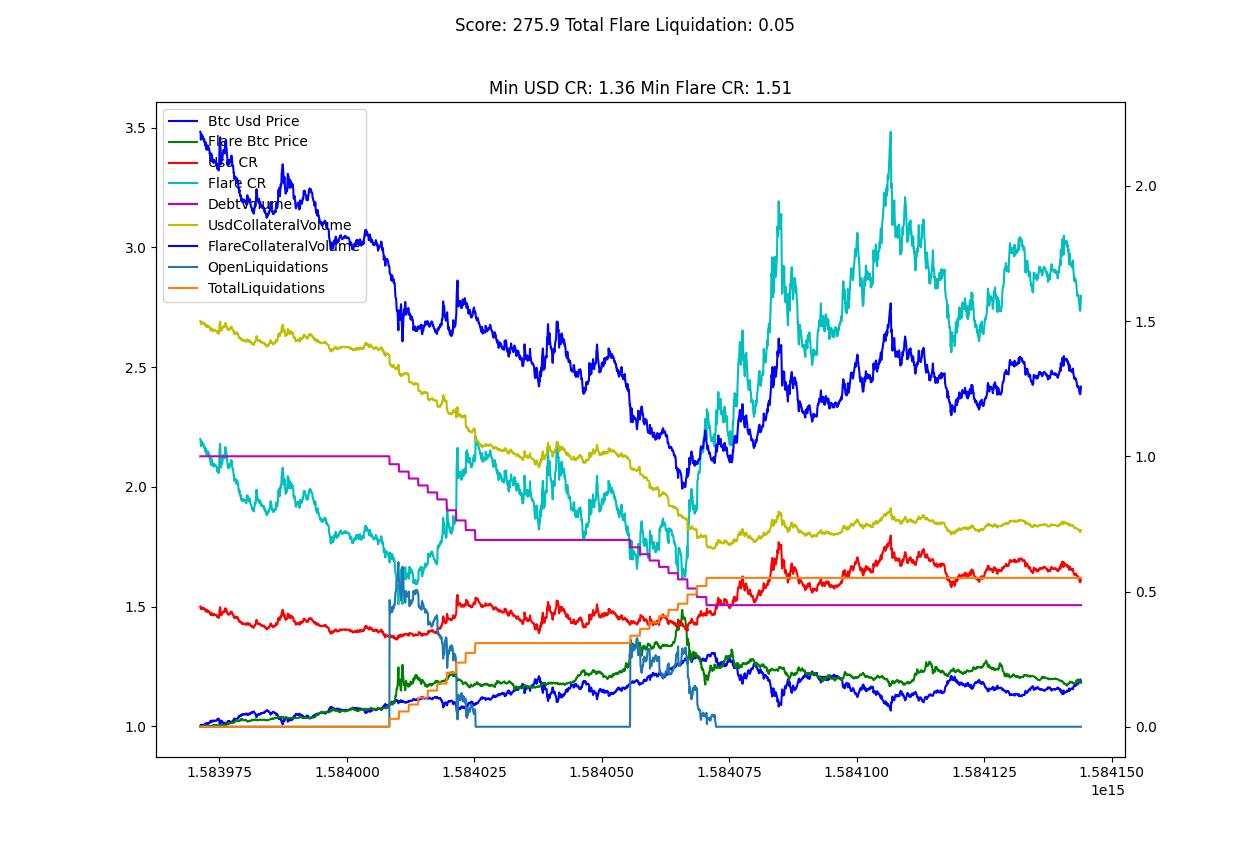 Score: 275.9 Total Flare Liquidation: 0.05
Min USD CR: 1.36 Min Flare CR: 1.51
Btc Usd Price
Flare Btc Price
Usd CR
Flare CR
DebtVolume
UsdCollateralVolume
FlareCollateralVolume
OpenLiquidations
TotalLiquidations
3.5
3.0
2.5
2.0
1.5
1.0
2.0
1.5
1.0
0.5
0.0
1.583975 1.584000 1.584025 1.584050 1.584075 1.584100 1.584125 1.584150
1e15